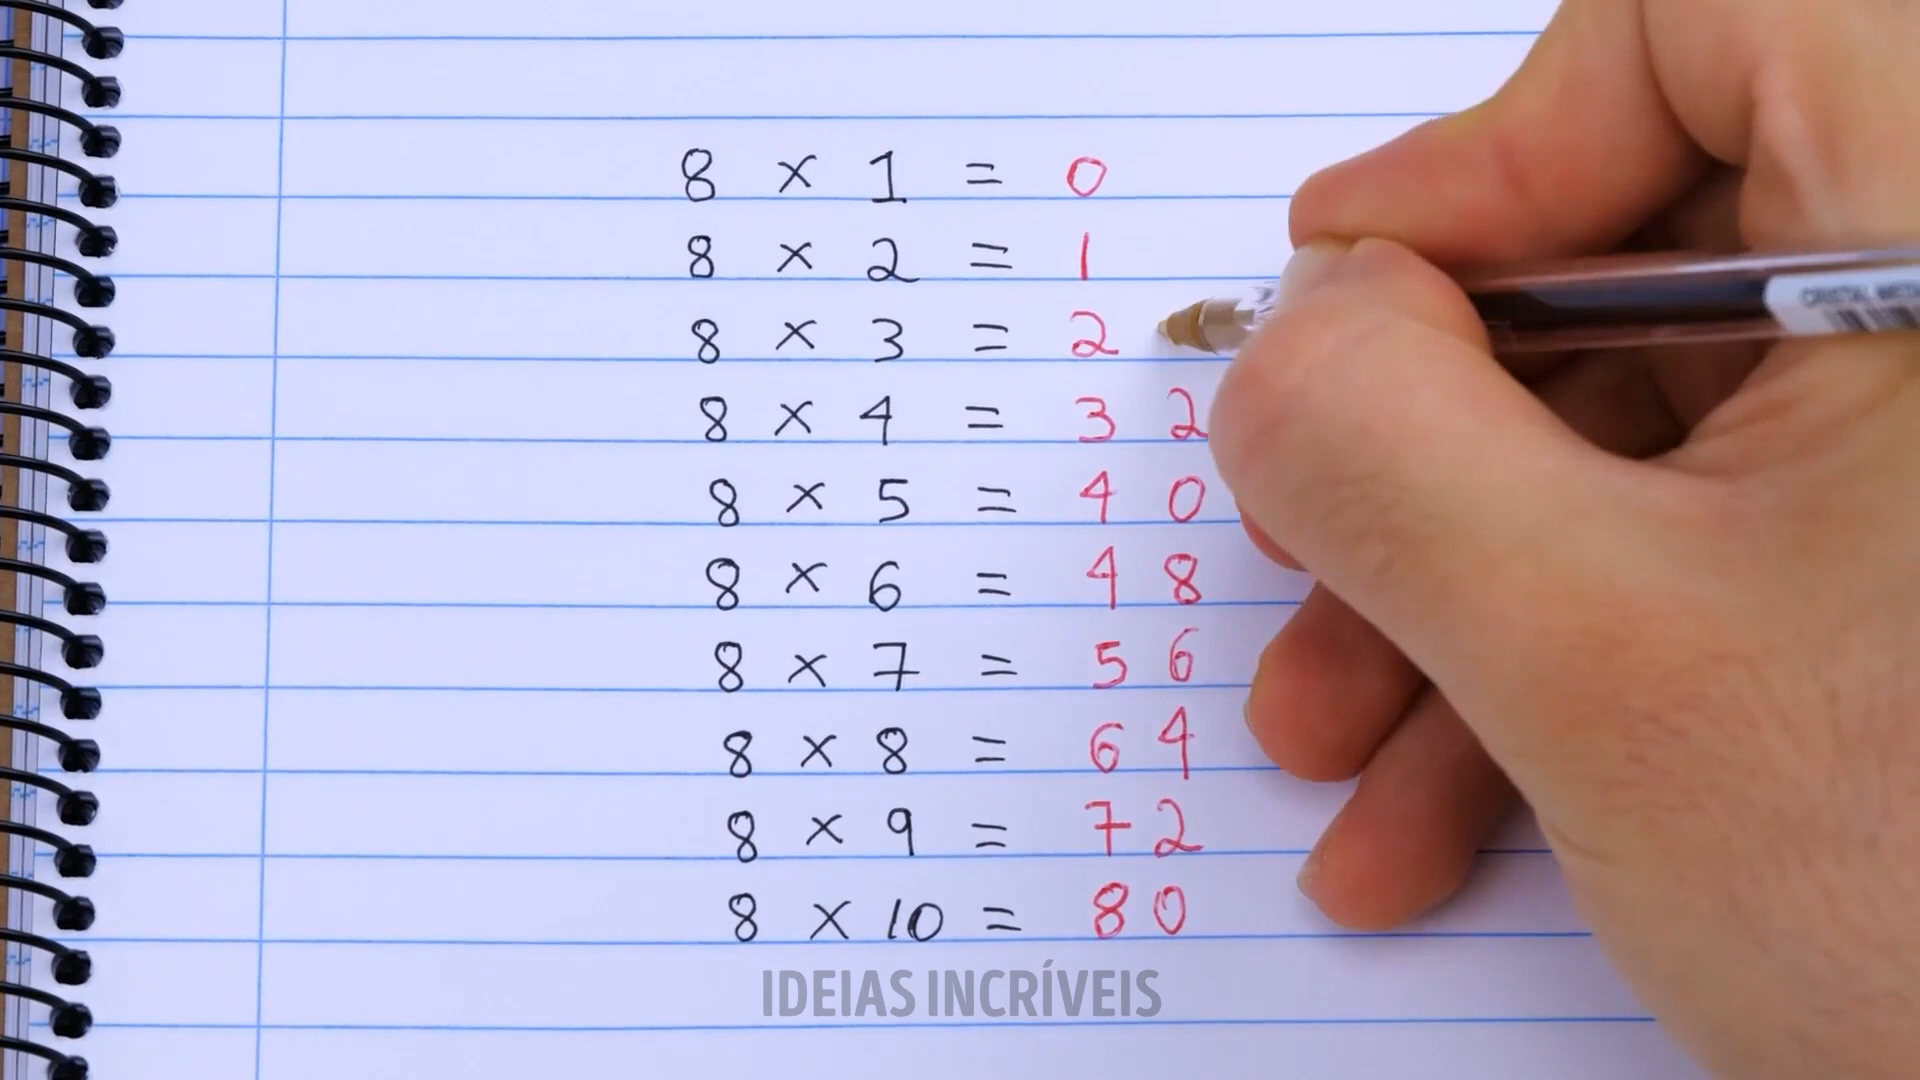 8 × 1 = 0
8 × 2 = 1
8 × 3 = 2
8 × 4 = 3 2
8 × 5 = 4 0
8 × 6 = 4 8
8 × 7 = 5 6
8 × 8 = 6 4
8 × 9 = 7 2
8 × 10 = 8 0
IDEIAS INCRÍVEIS